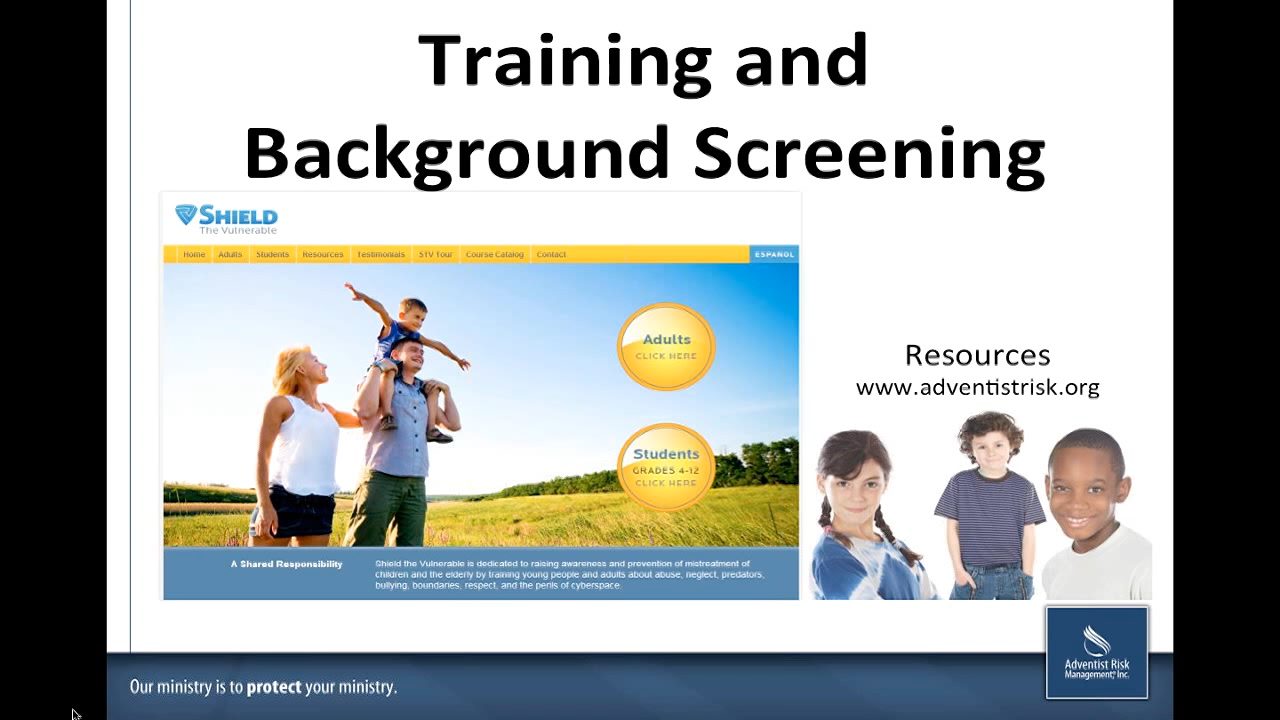 Training and
Background Screening
SHIELD
The Vulnerable
Home Adults Students Resources Testimonials STV Tour Course Catalog Contact ESPAÑOL
Adults
CLICK HERE
Students
GRADES 4-12
CLICK HERE
A Shared Responsibility
Shield the Vulnerable is dedicated to raising awareness and prevention of mistreatment of
children and the elderly by training young people and adults about abuse, neglect, predators,
bullying, boundaries, respect, and the perils of cyberspace.
Resources
www.adventistrisk.org
Our ministry is to protect your ministry.
Adventist Risk
Management, Inc.